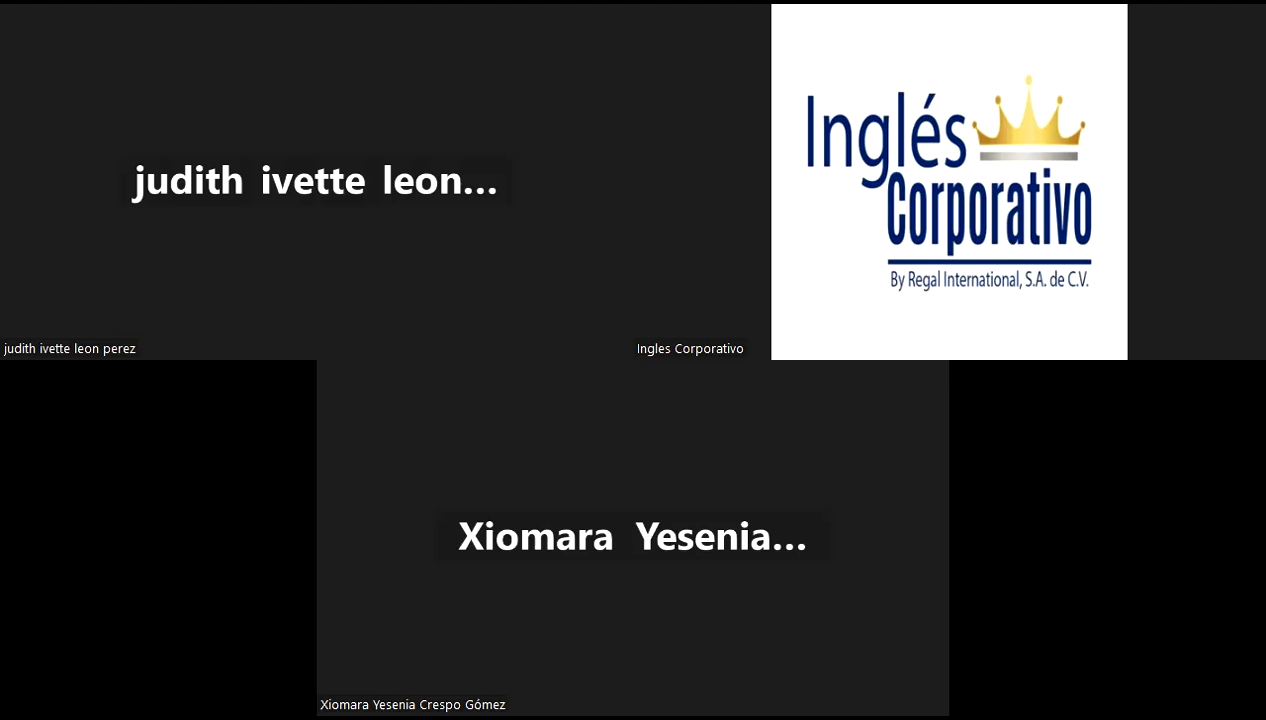 judith ivette leon...
judith ivette leon perez
Inglés
Corporativo
By Regal International, S.A. de C.V.
Ingles Corporativo
Xiomara Yesenia...
Xiomara Yesenia Crespo Gómez